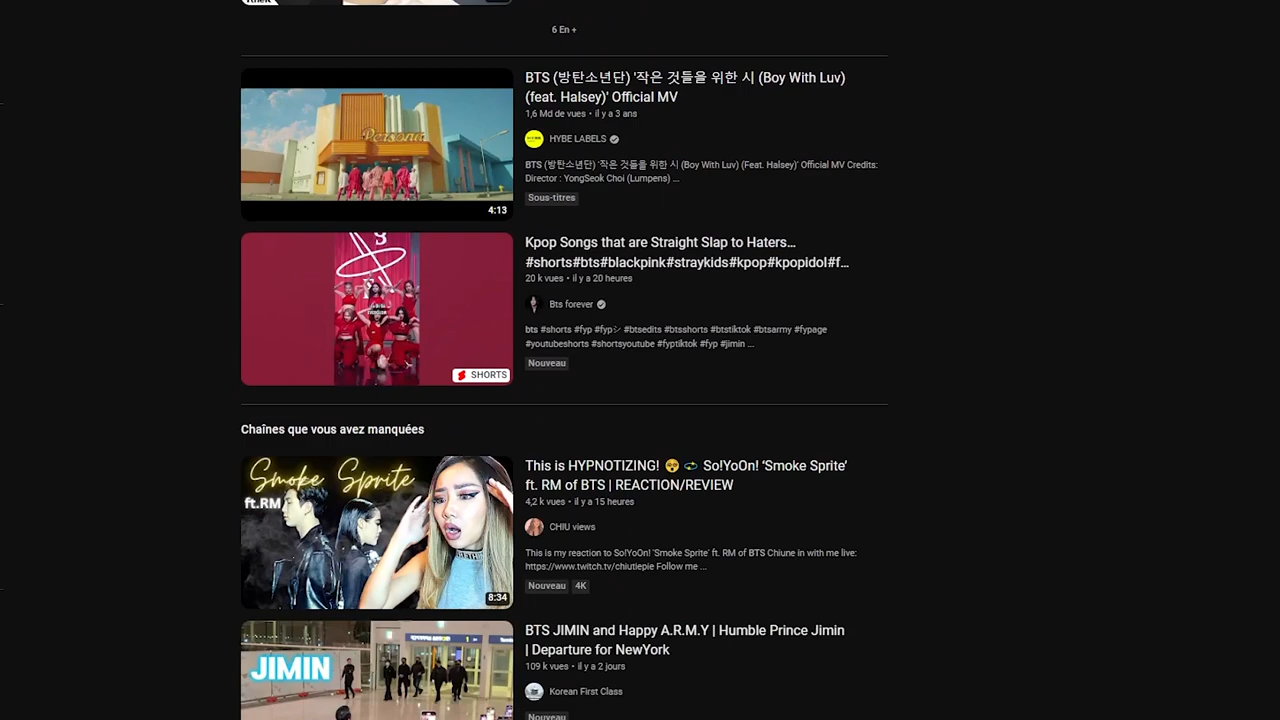 6 En +
BTS (방탄소년단) '작은 것들을 위한 시 (Boy With Luv)
(feat. Halsey)' Official MV
1,6 Md de vues • il y a 3 ans
HYBE LABELS
BTS (방탄소년단) '작은 것들을 위한 시 (Boy With Luv) (Feat. Halsey)' Official MV Credits:
Director : YongSeok Choi (Lumpens) ...
Sous-titres
Persona
4:13
Kpop Songs that are Straight Slap to Haters...
#shorts#bts#blackpink#straykids#kpop#kpopidol#f...
20 k vues • il y a 20 heures
Bts forever
bts #shorts #fyp #fypシ #btsedits #btsshorts #btstiktok #btsarmy #fypage
#youtubeshorts #shortsyoutube #fyptiktok #fyp #jimin ...
Nouveau
SHORTS
Chaînes que vous avez manquées
Smoke Sprite
ft.RM
8:34
This is HYPNOTIZING! 😵 💫 So!YoOn! ‘Smoke Sprite’
ft. RM of BTS | REACTION/REVIEW
4,2 k vues • il y a 15 heures
CHIU views
This is my reaction to So!YoOn! 'Smoke Sprite' ft. RM of BTS Chiune in with me live:
https://www.twitch.tv/chiutiepie Follow me ...
Nouveau 4K
JIMIN
BTS JIMIN and Happy A.R.M.Y | Humble Prince Jimin
| Departure for NewYork
109 k vues • il y a 2 jours
Korean First Class
Nouveau